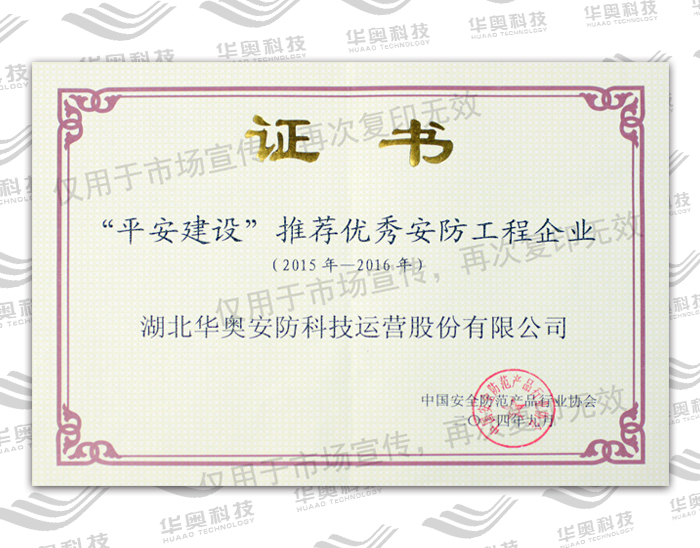 证书
“平安建设”推荐优秀安防工程企业
(2015年—2016年)
湖北华奥安防科技运营股份有限公司
中国安全防范产品行业协会
二〇一四年九月
仅用于市场宣传,再次复印无效
仅用于市场宣传,再次复印无效
仅用于市场宣传,再次复印无效
华奥科技
HUAAO TECHNOLOGY